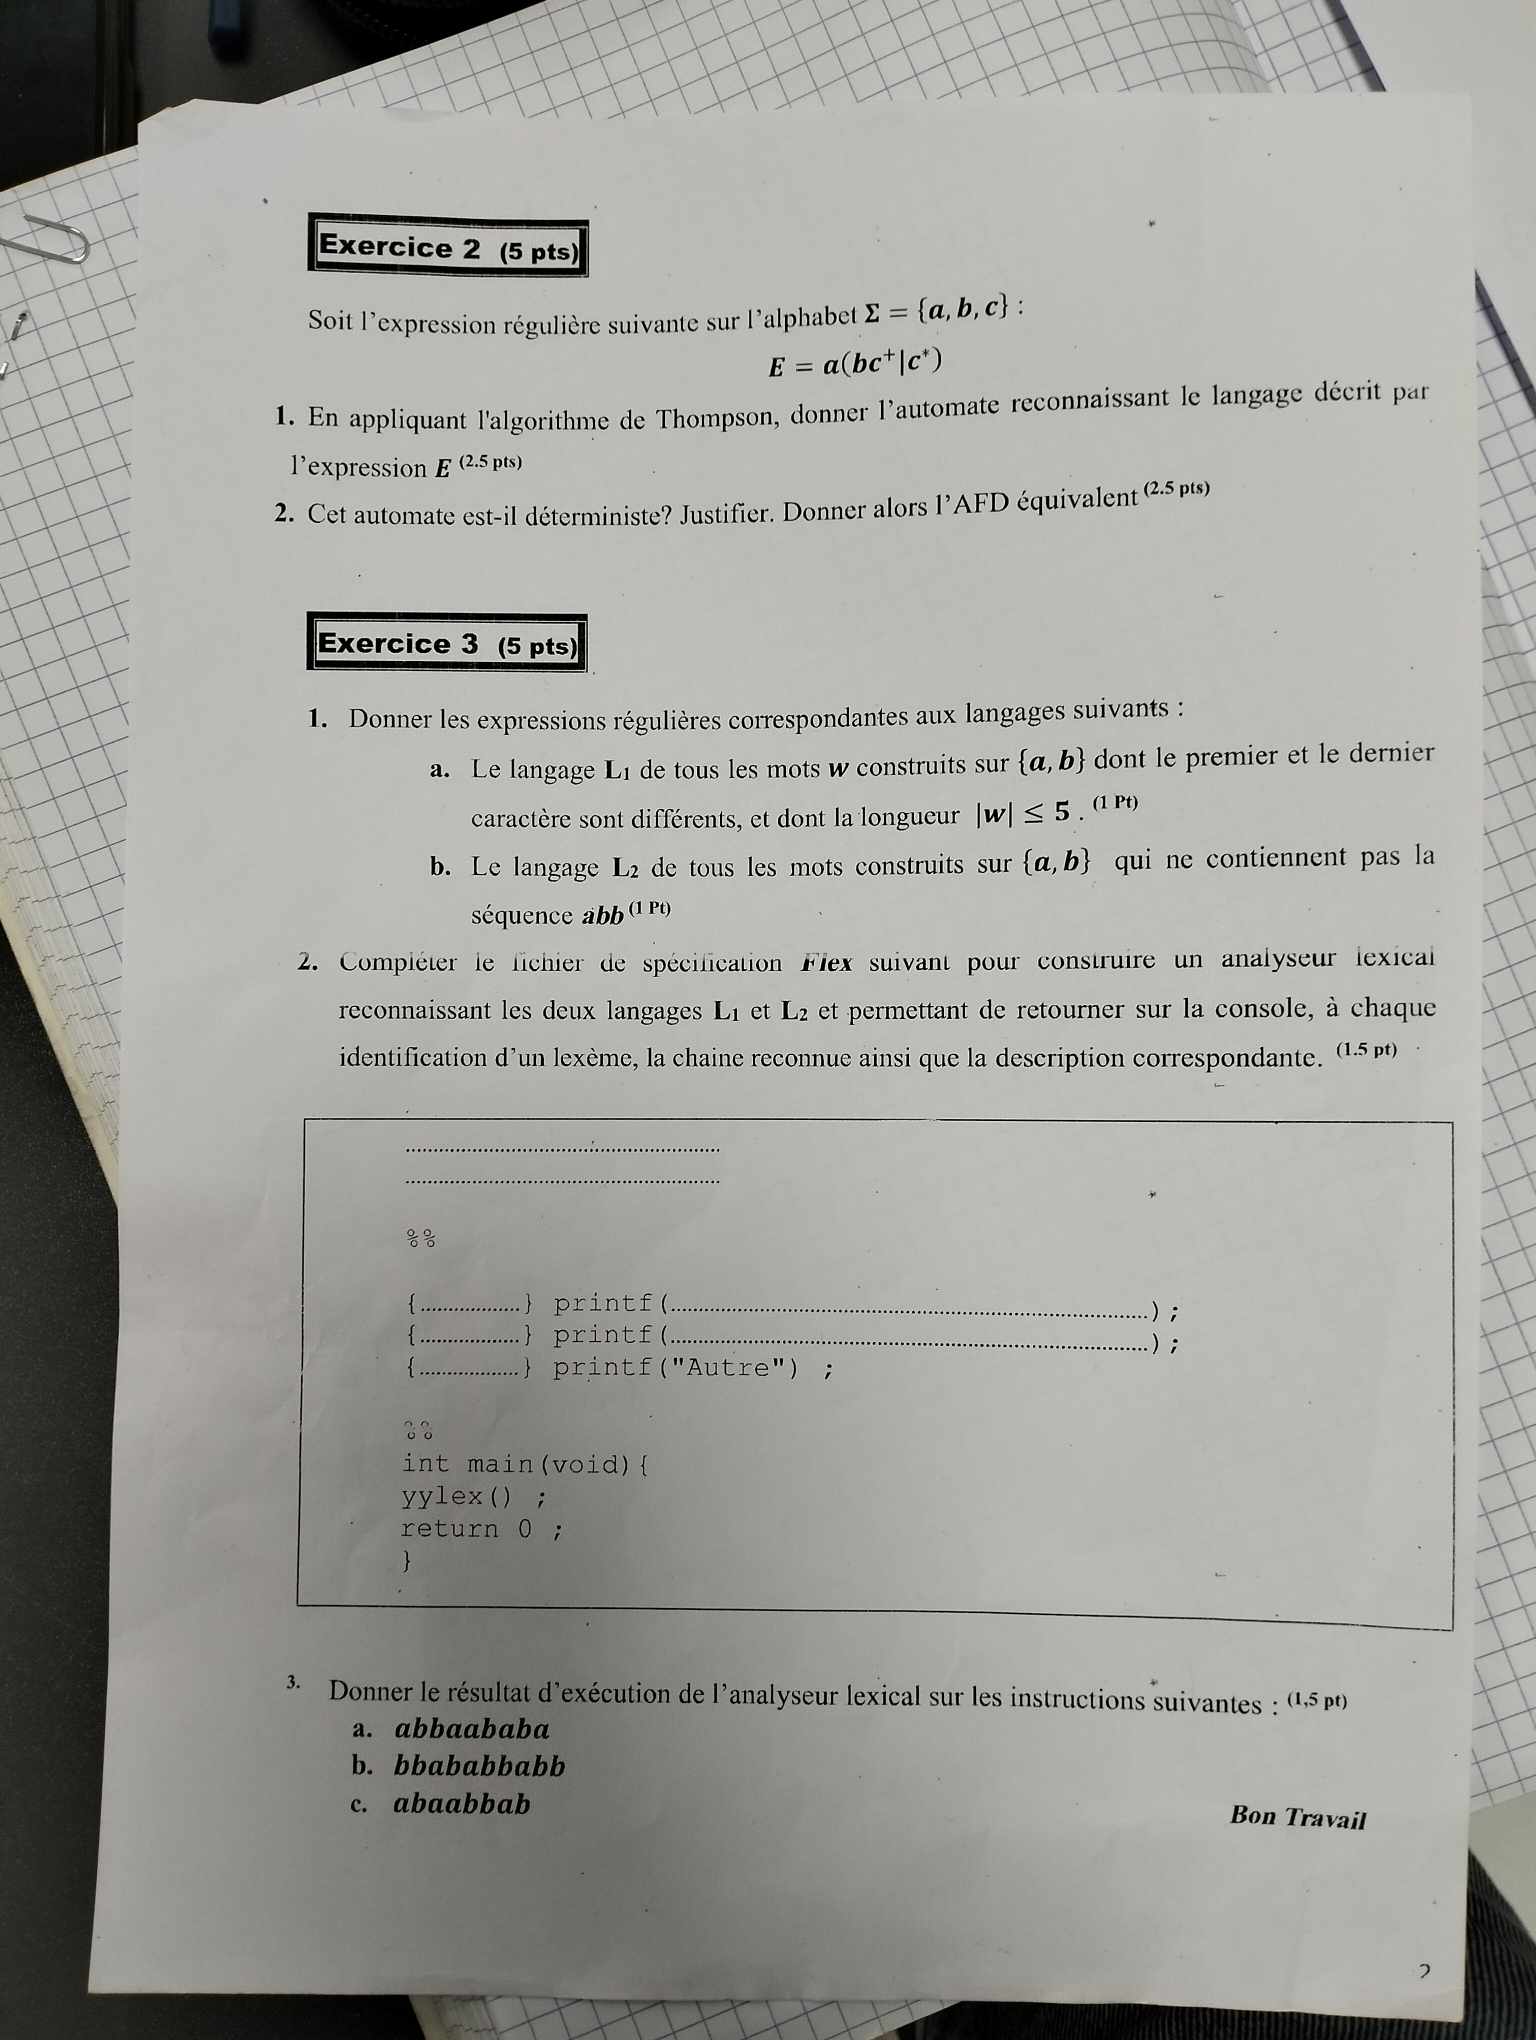 Exercice 2 (5 pts)
Soit l'expression régulière suivante sur l'alphabet Σ = {a, b, c} :
E = a(bc⁺|c*)
1. En appliquant l'algorithme de Thompson, donner l'automate reconnaissant le langage décrit par
l'expression E (2.5 pts)
2. Cet automate est-il déterministe? Justifier. Donner alors l'AFD équivalent (2.5 pts)
Exercice 3 (5 pts)
1. Donner les expressions régulières correspondantes aux langages suivants :
a. Le langage L₁ de tous les mots w construits sur {a, b} dont le premier et le dernier
caractère sont différents, et dont la longueur |w| ≤ 5 . (1 Pt)
b. Le langage L₂ de tous les mots construits sur {a, b} qui ne contiennent pas la
séquence abb (1 Pt)
2. Compléter le fichier de spécification Flex suivant pour construire un analyseur lexical
reconnaissant les deux langages L₁ et L₂ et permettant de retourner sur la console, à chaque
identification d'un lexème, la chaine reconnue ainsi que la description correspondante. (1.5 pt)
..........................................................
..........................................................
%%
{..................} printf(........................................................................................) ;
{..................} printf(........................................................................................) ;
{..................} printf("Autre") ;
%%
int main(void){
yylex() ;
return 0 ;
}
3. Donner le résultat d'exécution de l'analyseur lexical sur les instructions suivantes : (1,5 pt)
a. abbaababa
b. bbababbabb
c. abaabbab
Bon Travail
2